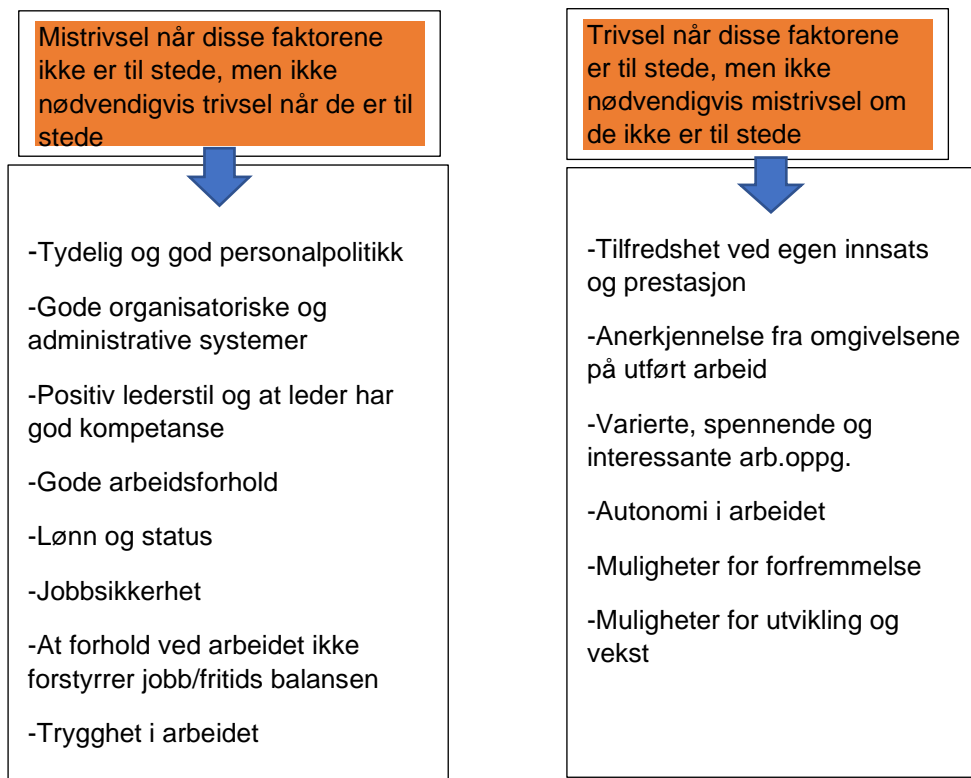 Mistrivsel når disse faktorene
ikke er til stede, men ikke
nødvendigvis trivsel når de er til
stede
-Tydelig og god personalpolitikk
-Gode organisatoriske og
administrative systemer
-Positiv lederstil og at leder har
god kompetanse
-Gode arbeidsforhold
-Lønn og status
-Jobbsikkerhet
-At forhold ved arbeidet ikke
forstyrrer jobb/fritids balansen
-Trygghet i arbeidet
Trivsel når disse faktorene
er til stede, men ikke
nødvendigvis mistrivsel om
de ikke er til stede
-Tilfredshet ved egen innsats
og prestasjon
-Anerkjennelse fra omgivelsene
på utført arbeid
-Varierte, spennende og
interessante arb.oppg.
-Autonomi i arbeidet
-Muligheter for forfremmelse
-Muligheter for utvikling og
vekst